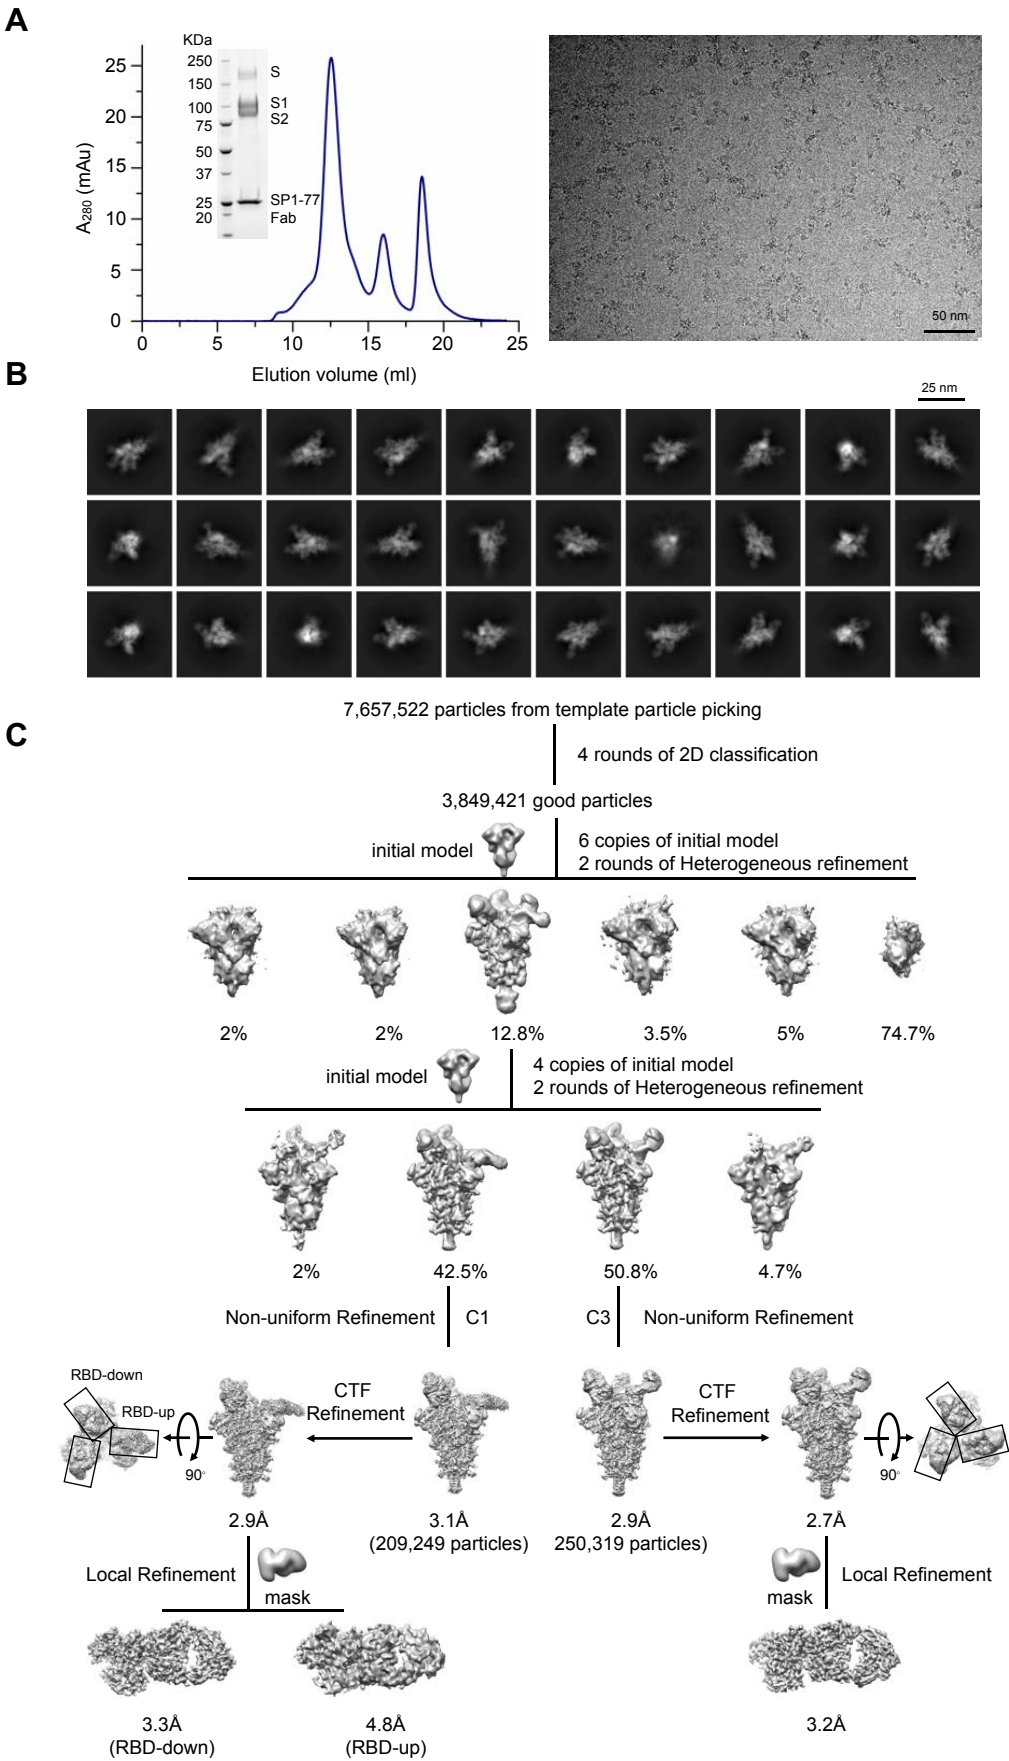 A
KDa
250
150
100
75
50
37
25
20
S
S1
S2
SP1-77
Fab
25
20
15
10
5
0
A280 (mAu)
0 5 10 15 20 25
Elution volume (ml)
50 nm
B
25 nm
C
7,657,522 particles from template particle picking
4 rounds of 2D classification
3,849,421 good particles
initial model
6 copies of initial model
2 rounds of Heterogeneous refinement
2% 2% 12.8% 3.5% 5% 74.7%
initial model
4 copies of initial model
2 rounds of Heterogeneous refinement
2% 42.5% 50.8% 4.7%
Non-uniform Refinement C1 C3 Non-uniform Refinement
RBD-down
RBD-up
90°
CTF
Refinement
CTF
Refinement
90°
2.9Å 3.1Å 2.9Å 2.7Å
(209,249 particles) 250,319 particles)
Local Refinement
mask
mask
Local Refinement
3.3Å 4.8Å 3.2Å
(RBD-down) (RBD-up)